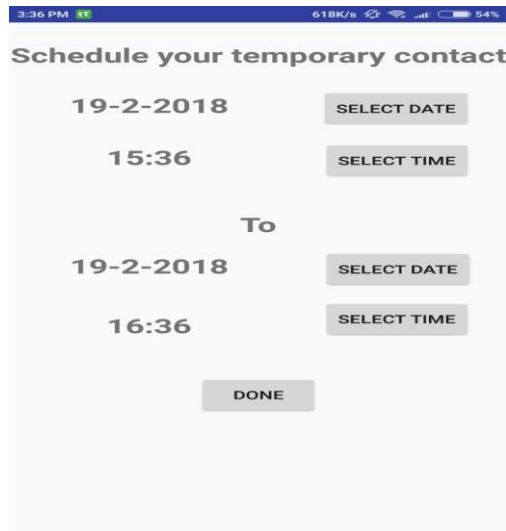 3:36 PM 618K/s 54%
Schedule your temporary contact
19-2-2018 SELECT DATE
15:36 SELECT TIME
To
19-2-2018 SELECT DATE
16:36 SELECT TIME
DONE